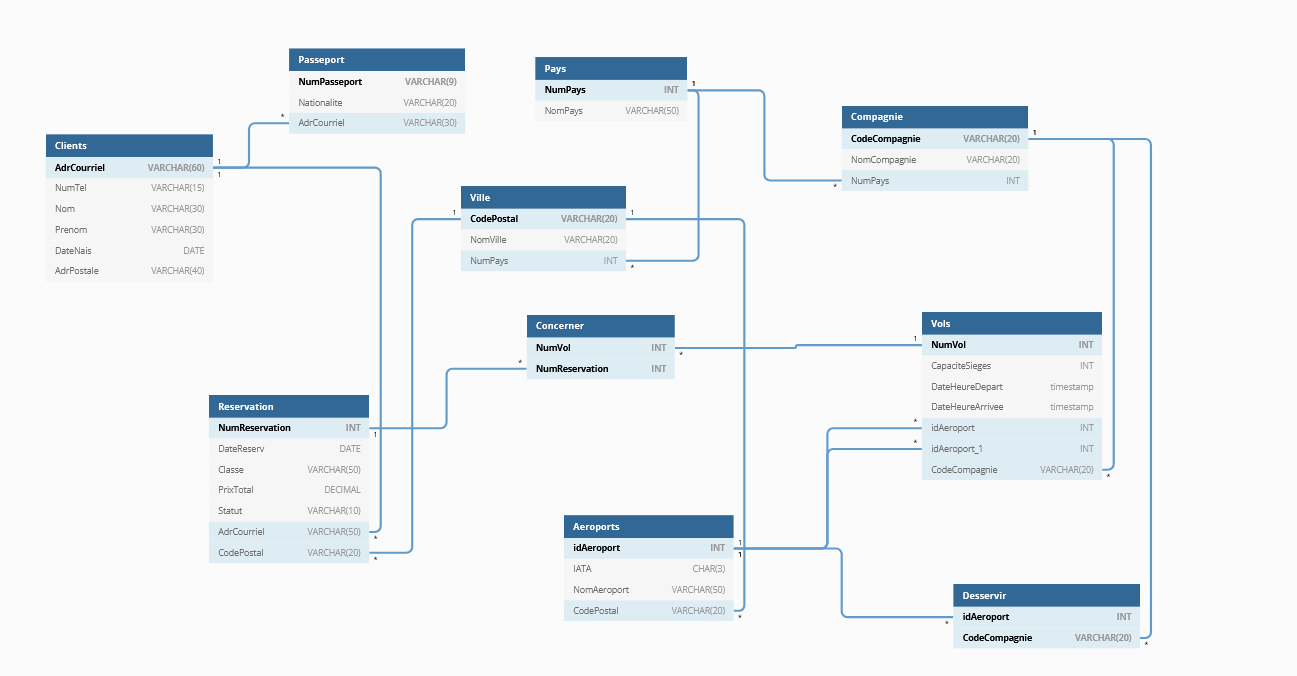 Passeport
NumPasseport VARCHAR(9)
Nationalite VARCHAR(20)
AdrCourriel VARCHAR(30)
*
Pays
NumPays INT
NomPays VARCHAR(50)
1
Compagnie
CodeCompagnie VARCHAR(20)
NomCompagnie VARCHAR(20)
NumPays INT
1
*
Clients
AdrCourriel VARCHAR(60)
NumTel VARCHAR(15)
Nom VARCHAR(30)
Prenom VARCHAR(30)
DateNais DATE
AdrPostale VARCHAR(40)
1
1
Ville
CodePostal VARCHAR(20)
NomVille VARCHAR(20)
NumPays INT
1
1
*
Concerner
NumVol INT
NumReservation INT
*
*
Vols
NumVol INT
CapaciteSieges INT
DateHeureDepart timestamp
DateHeureArrivee timestamp
idAeroport INT
idAeroport_1 INT
CodeCompagnie VARCHAR(20)
1
*
*
*
Reservation
NumReservation INT
DateReserv DATE
Classe VARCHAR(50)
PrixTotal DECIMAL
Statut VARCHAR(10)
AdrCourriel VARCHAR(50)
CodePostal VARCHAR(20)
1
*
*
Aeroports
idAeroport INT
IATA CHAR(3)
NomAeroport VARCHAR(50)
CodePostal VARCHAR(20)
1
1
*
Desservir
idAeroport INT
CodeCompagnie VARCHAR(20)
*
*